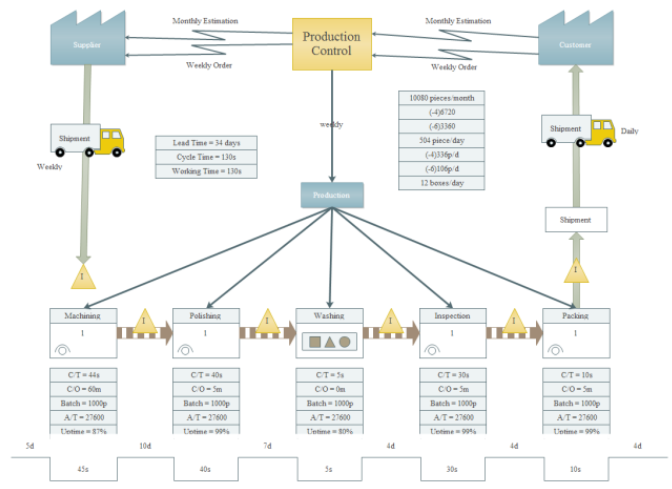 Supplier
Monthly Estimation
Weekly Order
Production
Control
Monthly Estimation
Weekly Order
Customer
Shipment
Weekly
Lead Time = 34 days
Cycle Time = 130s
Working Time = 130s
weekly
10080 pieces/month
(-4)6720
(-6)3360
504 piece/day
(-4)336p/d
(-6)106p/d
12 boses/day
Shipment
Daily
Production
Shipment
I
I
I
I
I
I
Machining
1
Polishing
1
Washing
Inspection
1
Packing
1
C/T = 44s
C/O = 60m
Batch = 1000p
A/T = 27600
Uptime = 87%
C/T = 40s
C/O = 5m
Batch = 1000p
A/T = 27600
Uptime = 99%
C/T = 5s
C/O = 0m
Batch = 1000p
A/T = 27600
Uptime = 80%
C/T = 30s
C/O = 5m
Batch = 1000p
A/T = 27600
Uptime = 99%
C/T = 10s
C/O = 5m
Batch = 1000p
A/T = 27600
Uptime = 99%
5d
10d
7d
4d
4d
4d
45s
40s
5s
30s
10s